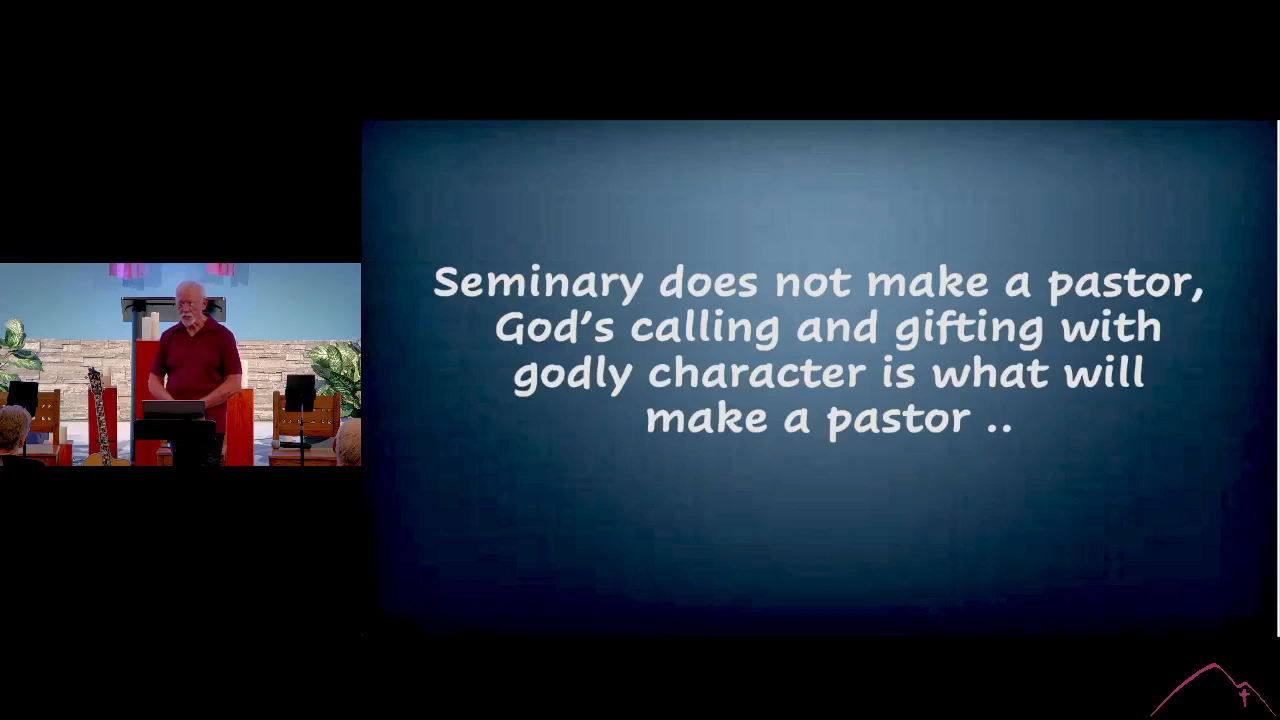 Seminary does not make a pastor,
God's calling and gifting with
godly character is what will
make a pastor ..